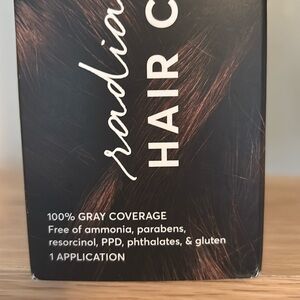 radia
HAIR C
100% GRAY COVERAGE
Free of ammonia, parabens,
resorcinol, PPD, phthalates, & gluten
1 APPLICATION